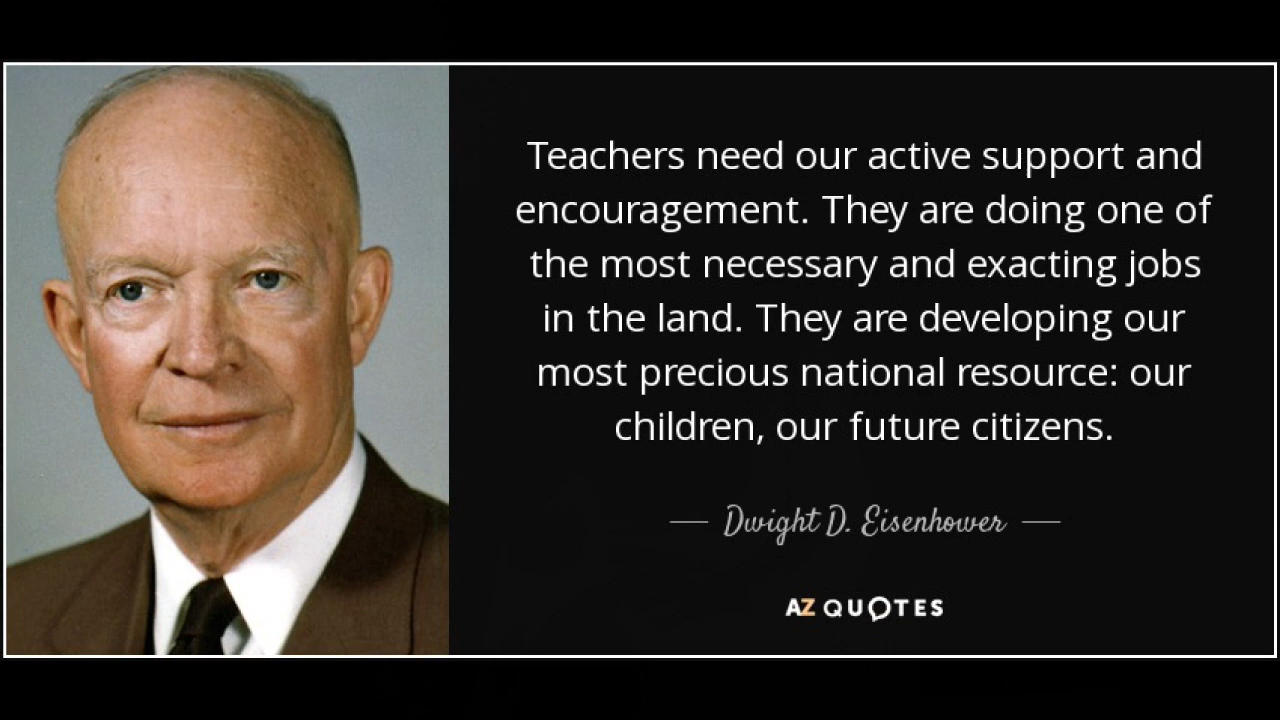 Teachers need our active support and
encouragement. They are doing one of
the most necessary and exacting jobs
in the land. They are developing our
most precious national resource: our
children, our future citizens.
Dwight D. Eisenhower
AZ QUOTES